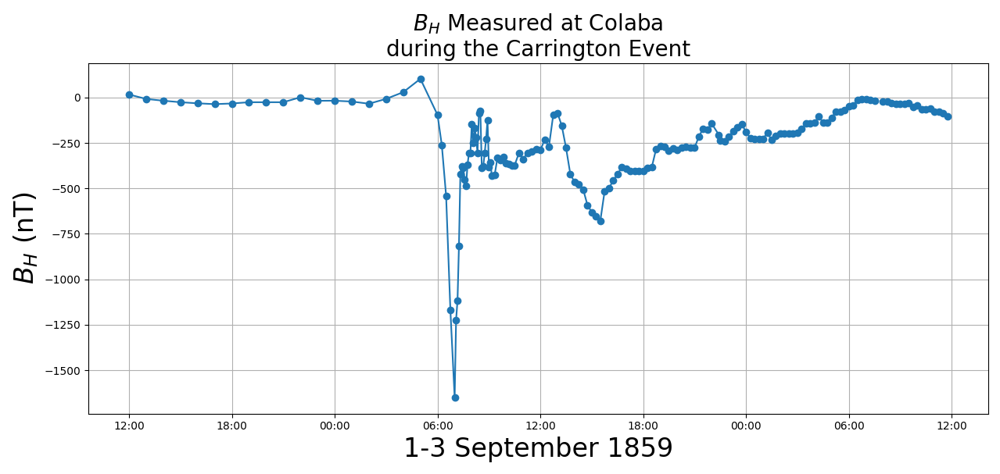 B_H Measured at Colaba
during the Carrington Event
B_H (nT)
0
−250
−500
−750
−1000
−1250
−1500
12:00 18:00 00:00 06:00 12:00 18:00 00:00 06:00 12:00
1-3 September 1859